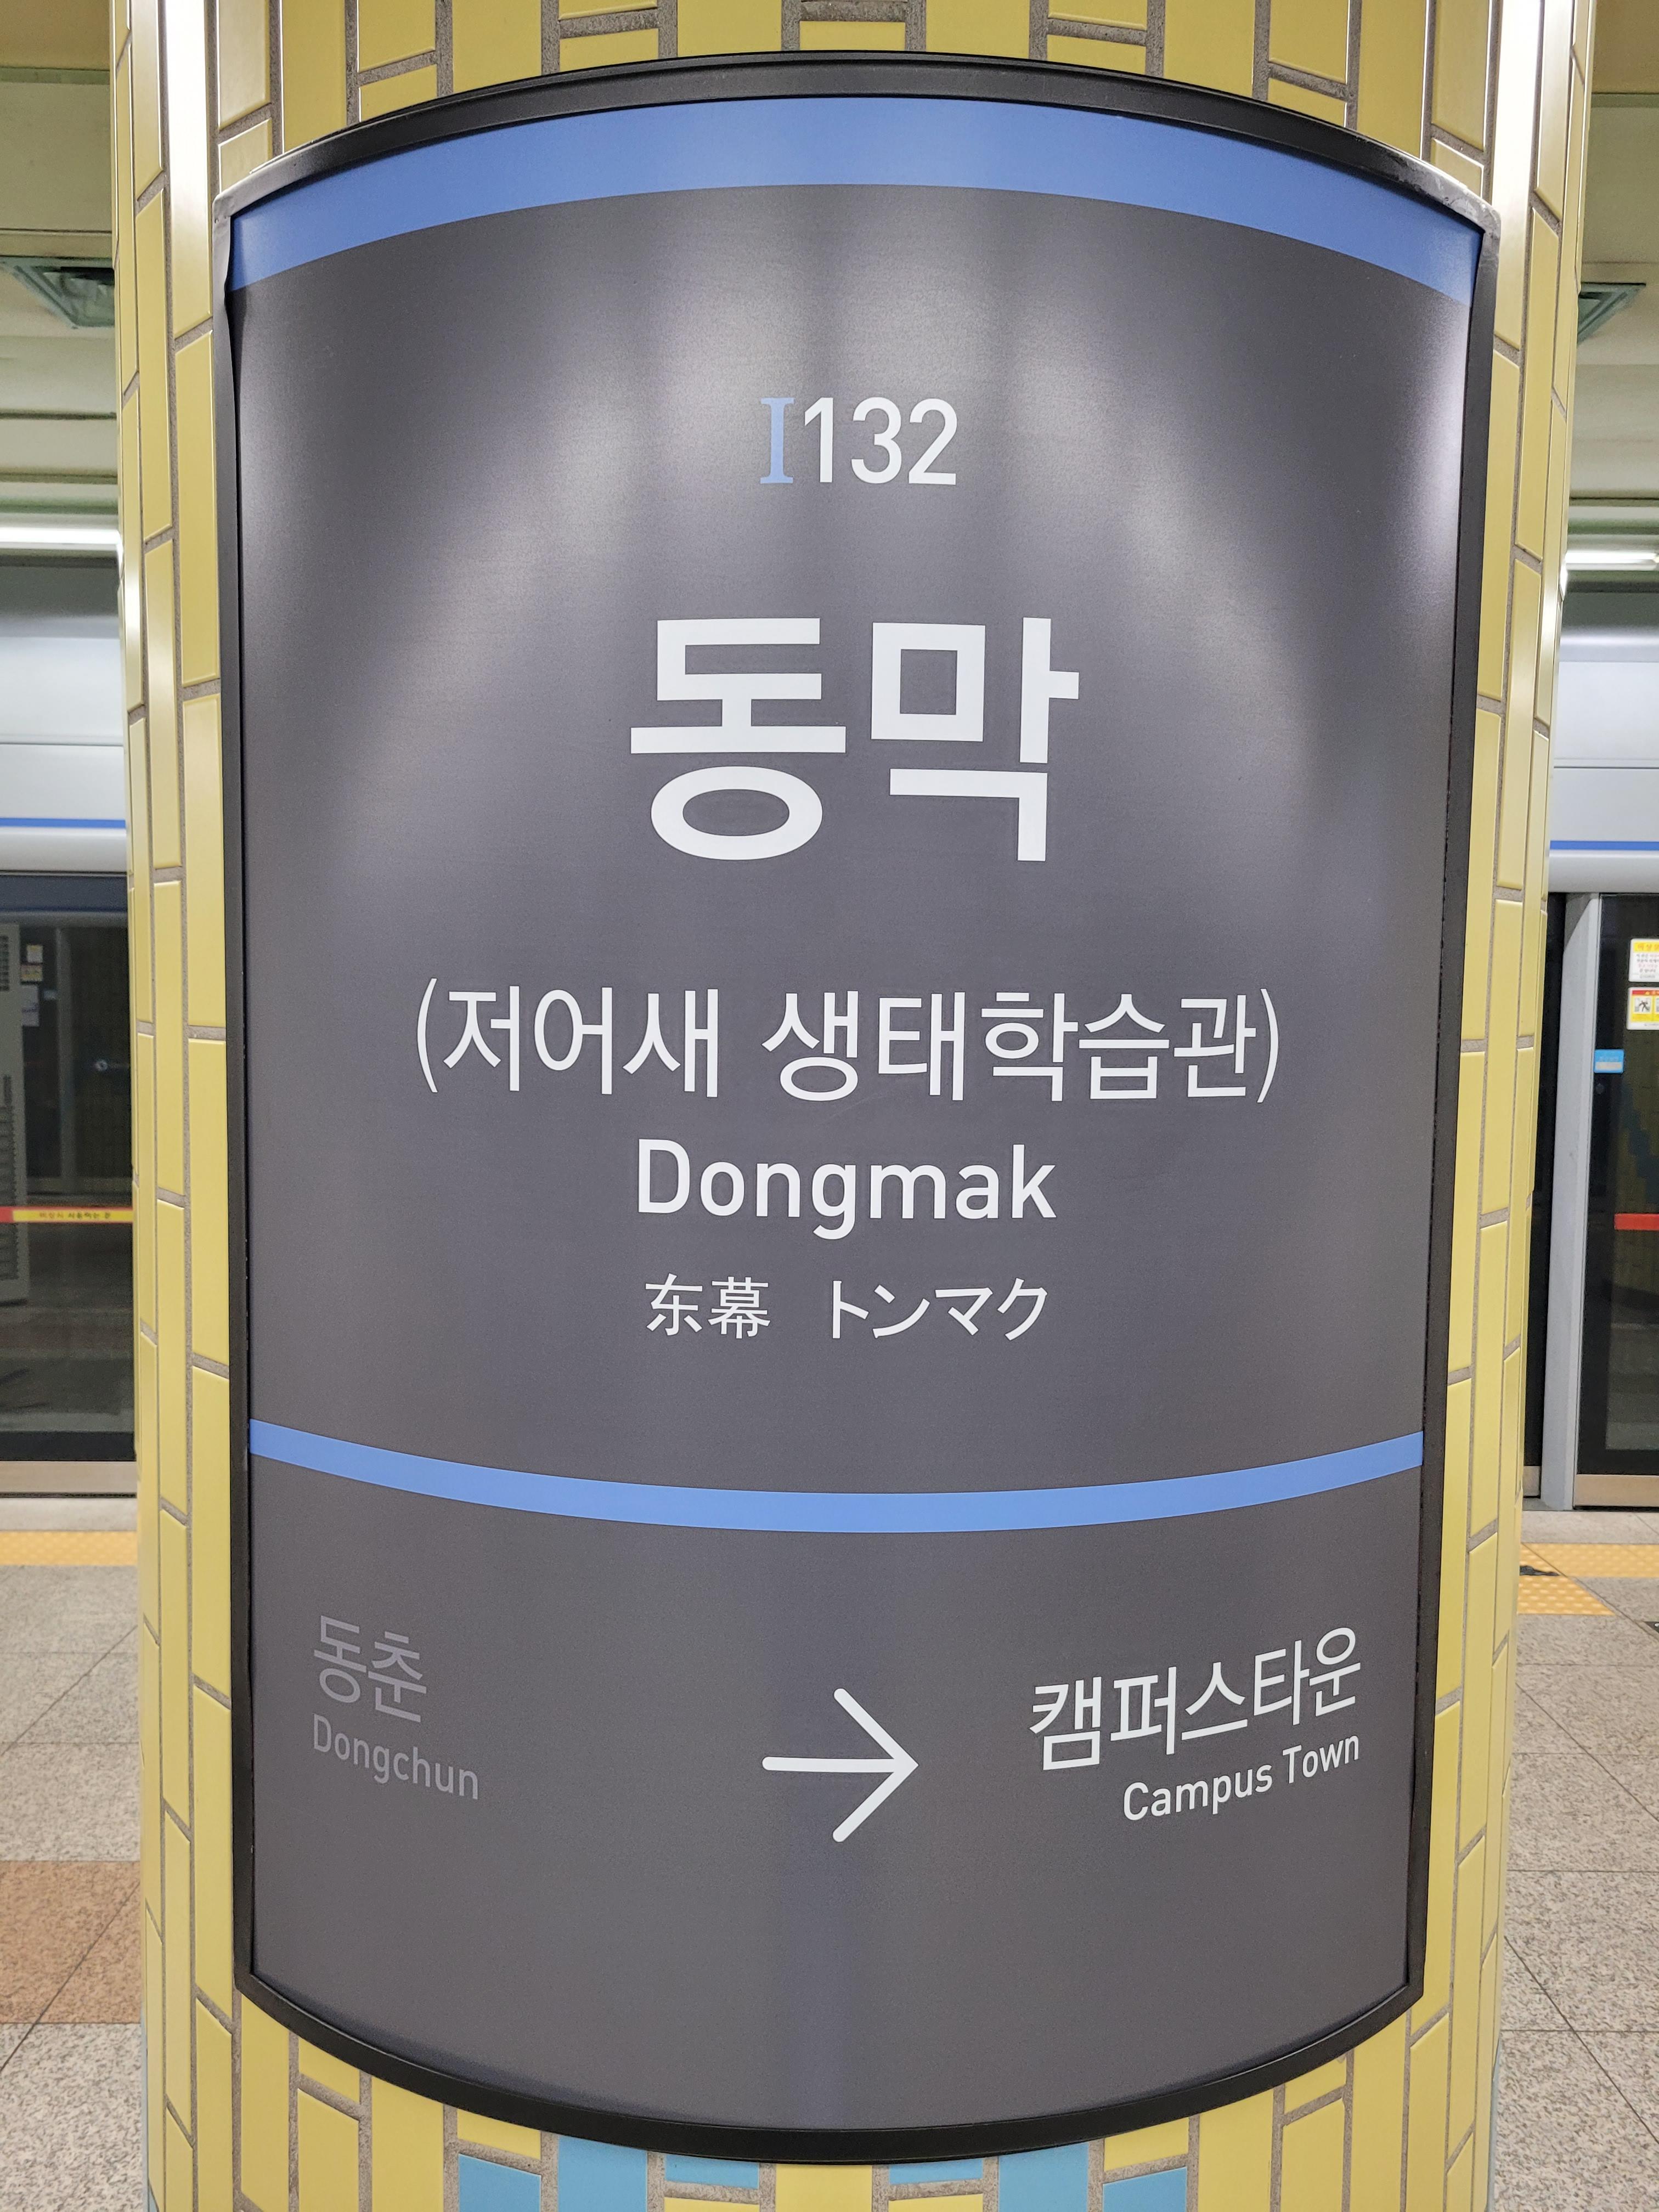 I132
동막
(저어새 생태학습관)
Dongmak
东幕 トンマク
동춘
Dongchun
→
캠퍼스타운
Campus Town